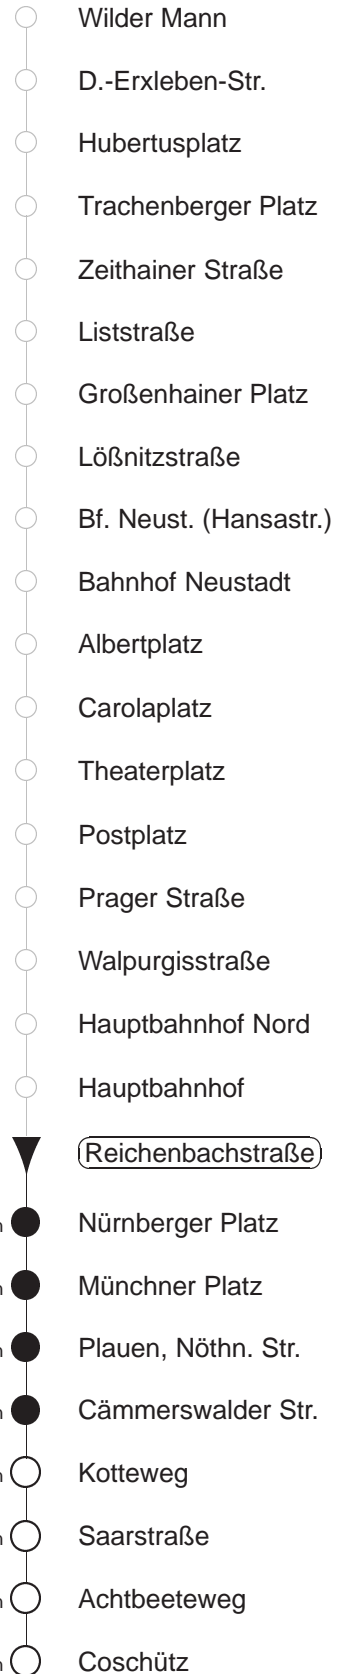 Wilder Mann
D.-Erxleben-Str.
Hubertusplatz
Trachenberger Platz
Zeithainer Straße
Liststraße
Großenhainer Platz
Lößnitzstraße
Bf. Neust. (Hansastr.)
Bahnhof Neustadt
Albertplatz
Carolaplatz
Theaterplatz
Postplatz
Prager Straße
Walpurgisstraße
Hauptbahnhof Nord
Hauptbahnhof
Reichenbachstraße
Nürnberger Platz
Münchner Platz
Plauen, Nöthn. Str.
Cämmerswalder Str.
Kotteweg
Saarstraße
Achtbeeteweg
Coschütz